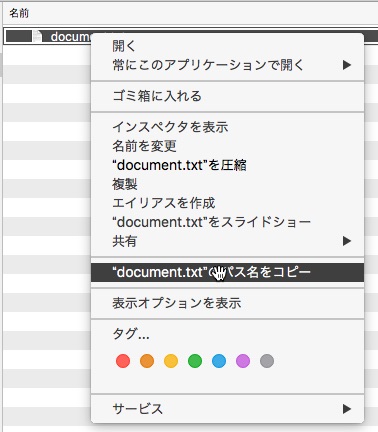 名前
docum
開く
常にこのアプリケーションで開く
ゴミ箱に入れる
インスペクタを表示
名前を変更
“document.txt”を圧縮
複製
エイリアスを作成
“document.txt”をスライドショー
共有
“document.txt”のパス名をコピー
表示オプションを表示
タグ...
サービス